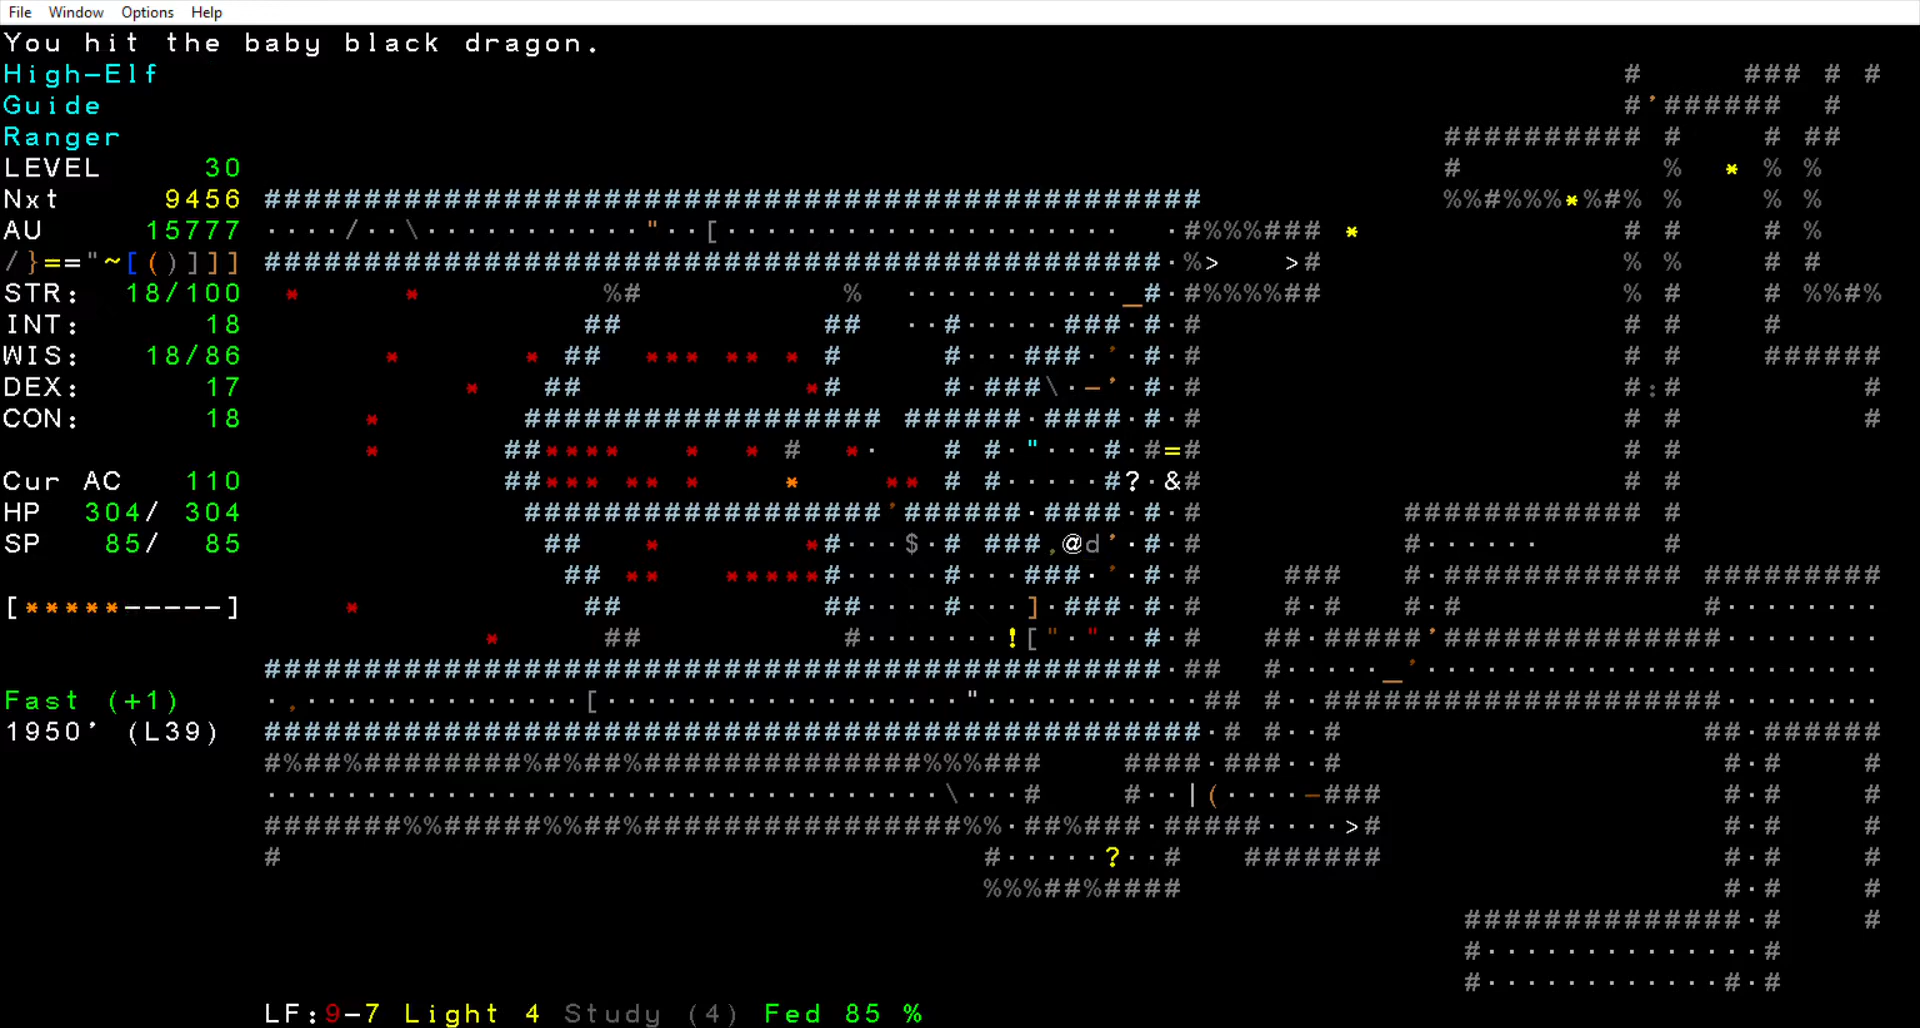 File Window Options Help
You hit the baby black dragon.
High-Elf
Guide
Ranger
LEVEL 30
Nxt 9456
AU 15777
/}=="~[()]]]
STR: 18/100
INT: 18
WIS: 18/86
DEX: 17
CON: 18
Cur AC 110
HP 304/ 304
SP 85/ 85
[*****-----]
Fast (+1)
1950' (L39)
LF:9-7 Light 4 Study (4) Fed 85 %